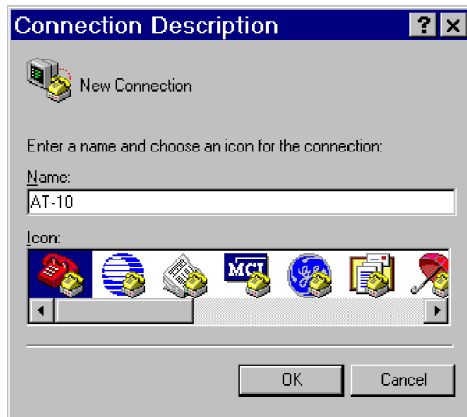 Connection Description
New Connection
Enter a name and choose an icon for the connection:
Name:
AT-10
Icon:
MCI
OK
Cancel